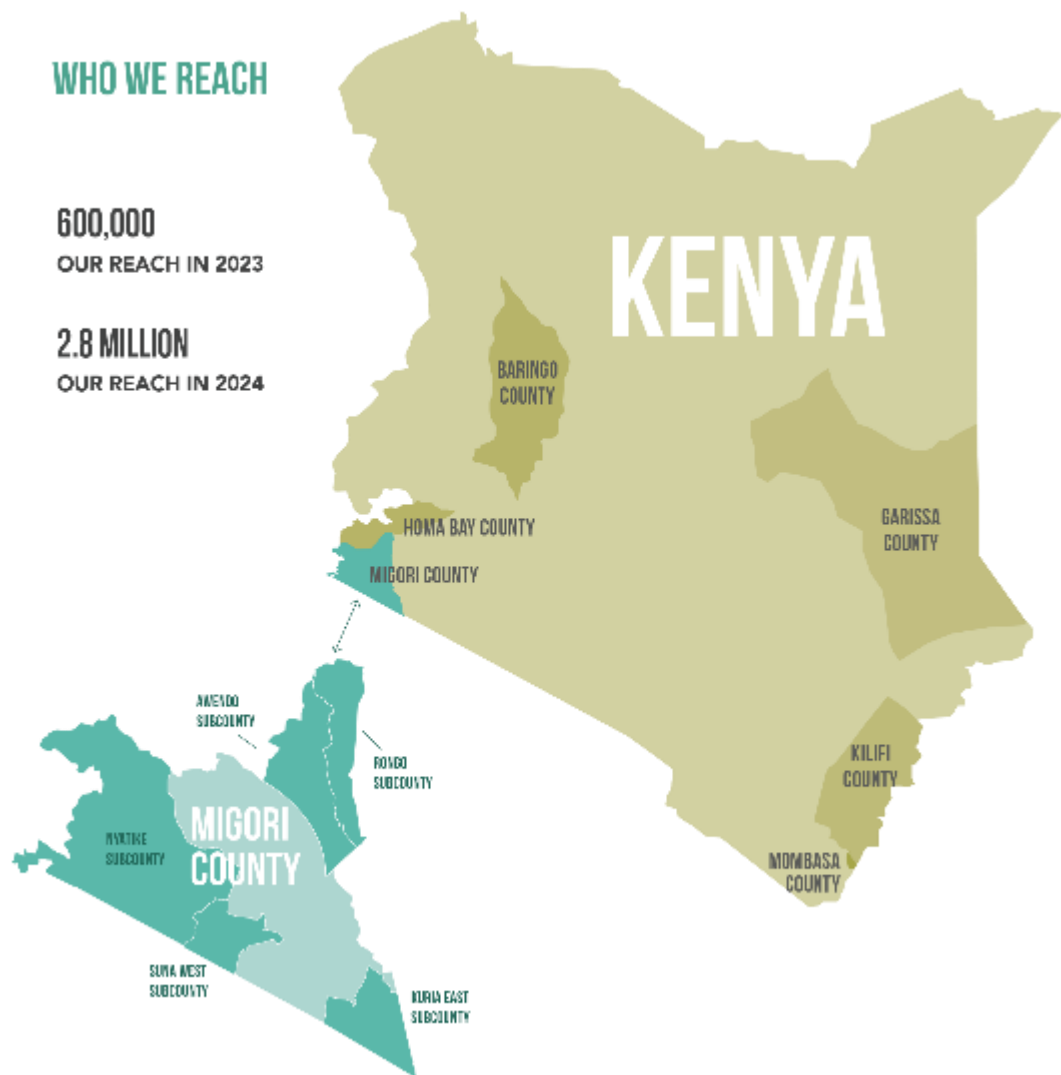 WHO WE REACH
600,000
OUR REACH IN 2023
2.8 MILLION
OUR REACH IN 2024
KENYA
BARINGO
COUNTY
GARISSA
COUNTY
HOMA BAY COUNTY
MIGORI COUNTY
KILIFI
COUNTY
MOMBASA
COUNTY
AWENDO
SUBCOUNTY
RONGO
SUBCOUNTY
MIGORI
COUNTY
NYATIKE
SUBCOUNTY
SUNA WEST
SUBCOUNTY
KURIA EAST
SUBCOUNTY